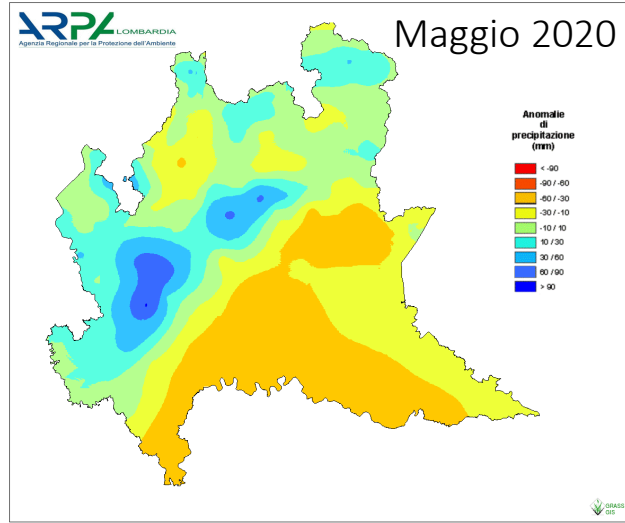 ARPA LOMBARDIA
Agenzia Regionale per la Protezione dell'Ambiente
Maggio 2020
Anomalie
di
precipitazione
(mm)
< -90
-90 / -60
-60 / -30
-30 / -10
-10 / 10
10 / 30
30 / 60
60 / 90
> 90
GRASS
GIS